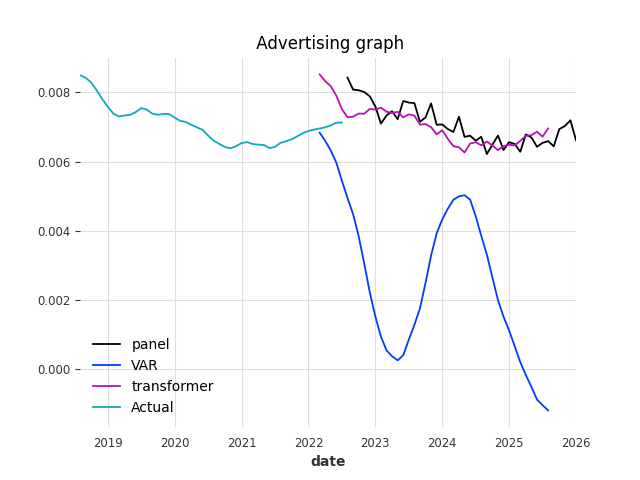 Advertising graph
0.008
0.006
0.004
0.002
0.000
panel
VAR
transformer
Actual
2019 2020 2021 2022 2023 2024 2025 2026
date